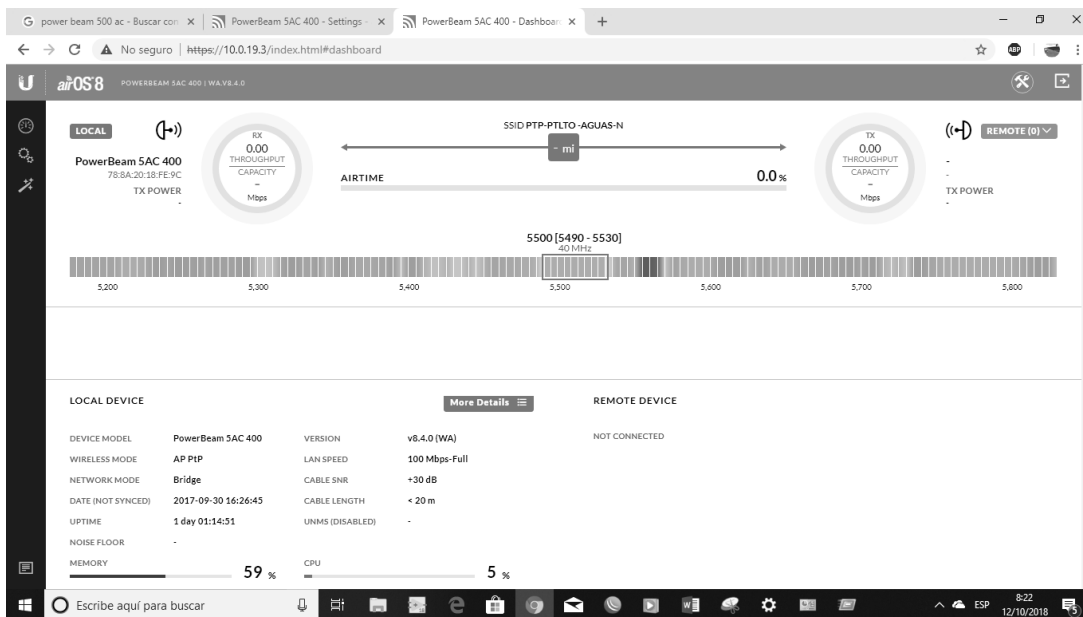 power beam 500 ac - Buscar con
PowerBeam 5AC 400 - Settings -
PowerBeam 5AC 400 - Dashboard
No seguro | https://10.0.19.3/index.html#dashboard
ABP
airOS 8 POWERBEAM 5AC 400 | WA.V8.4.0
LOCAL
PowerBeam 5AC 400
78:8A:20:18:FE:9C
TX POWER
-
RX
0.00
THROUGHPUT
CAPACITY
-
Mbps
SSID PTP-PTLTO -AGUAS-N
- mi
AIRTIME 0.0 %
TX
0.00
THROUGHPUT
CAPACITY
-
Mbps
REMOTE (0)
-
-
TX POWER
-
5500 [5490 - 5530]
40 MHz
5,200 5,300 5,400 5,500 5,600 5,700 5,800
LOCAL DEVICE
More Details
REMOTE DEVICE
NOT CONNECTED
DEVICE MODEL PowerBeam 5AC 400 VERSION v8.4.0 (WA)
WIRELESS MODE AP PtP LAN SPEED 100 Mbps-Full
NETWORK MODE Bridge CABLE SNR +30 dB
DATE (NOT SYNCED) 2017-09-30 16:26:45 CABLE LENGTH < 20 m
UPTIME 1 day 01:14:51 UNMS (DISABLED) -
NOISE FLOOR -
MEMORY 59 % CPU 5 %
Escribe aquí para buscar
ESP
8:22
12/10/2018
5